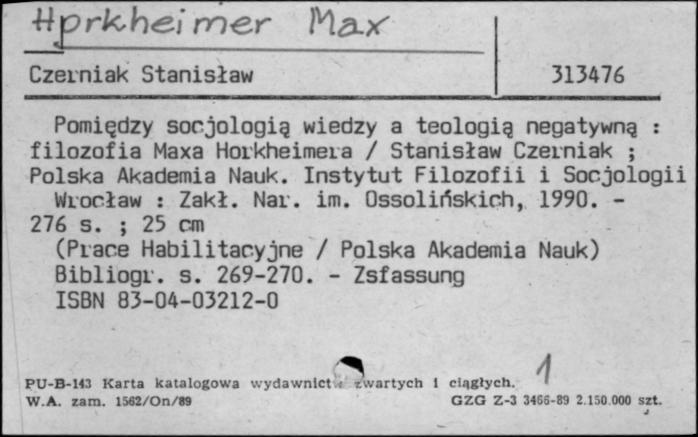 Horkheimer Max
Czerniak Stanisław 313476
Pomiędzy socjologią wiedzy a teologią negatywną :
filozofia Maxa Horkheimera / Stanisław Czerniak ;
Polska Akademia Nauk. Instytut Filozofii i Socjologii
Wrocław : Zakł. Nar. im. Ossolińskich, 1990. -
276 s. ; 25 cm
(Prace Habilitacyjne / Polska Akademia Nauk)
Bibliogr. s. 269-270. - Zsfassung
ISBN 83-04-03212-0
1
PU-B-143 Karta katalogowa wydawnictw zwartych i ciągłych.
W.A. zam. 1562/On/89 GZG Z-3 3466-89 2.150.000 szt.